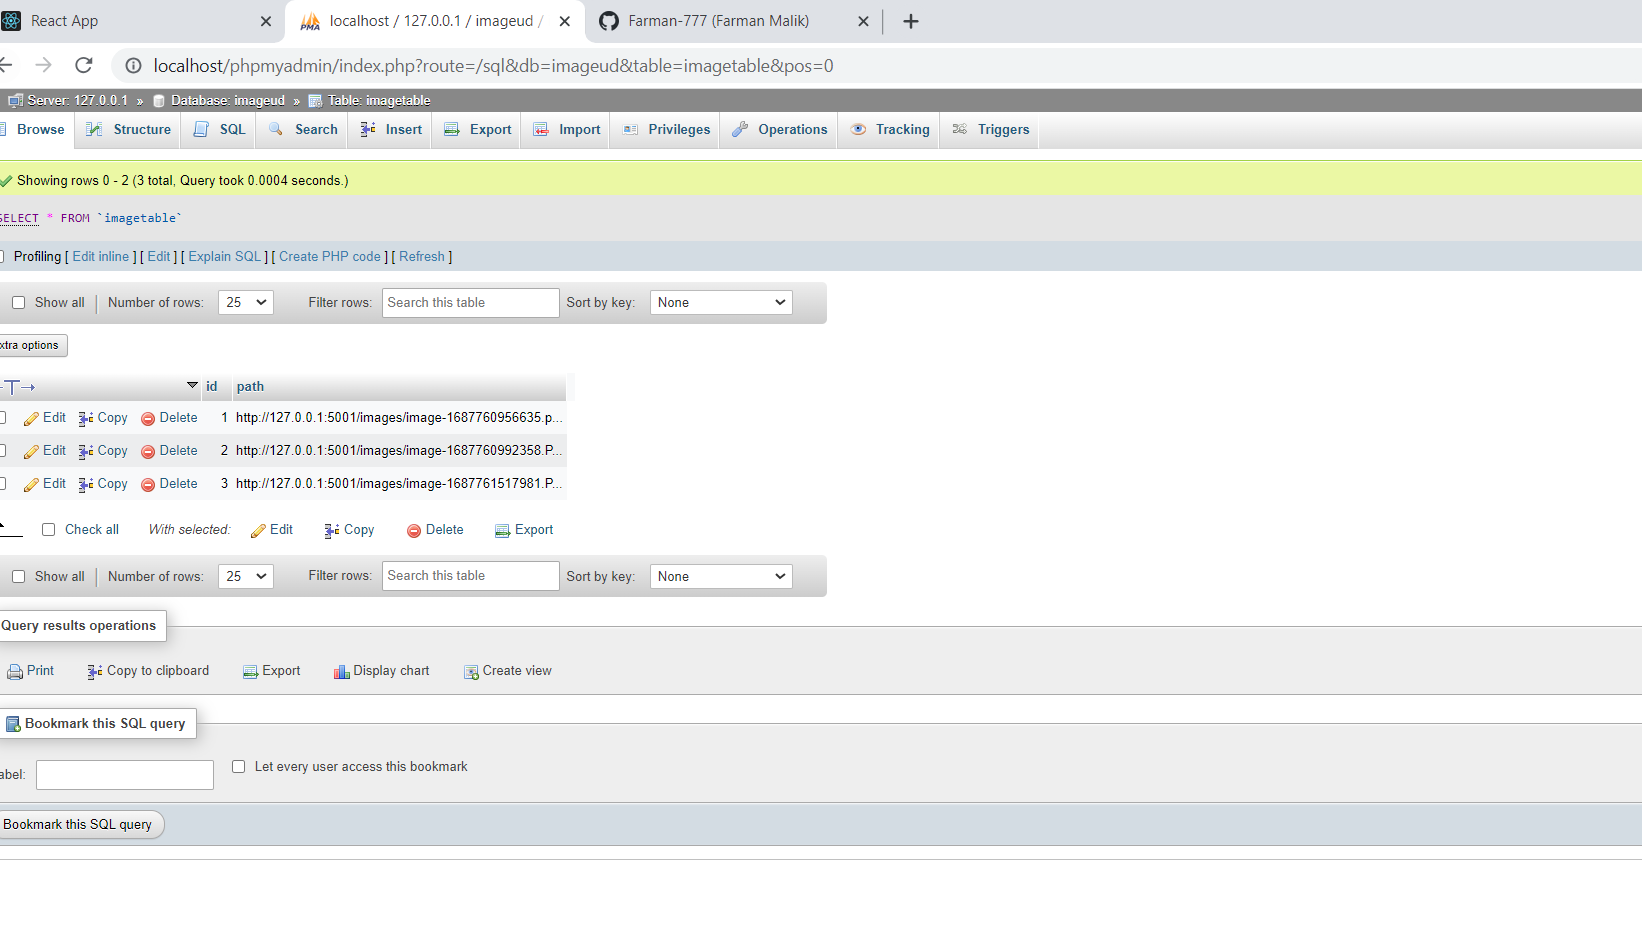 React App
localhost / 127.0.0.1 / imageud /
Farman-777 (Farman Malik)
localhost/phpmyadmin/index.php?route=/sql&db=imageud&table=imagetable&pos=0
Server: 127.0.0.1 » Database: imageud » Table: imagetable
Browse Structure SQL Search Insert Export Import Privileges Operations Tracking Triggers
Showing rows 0 - 2 (3 total, Query took 0.0004 seconds.)
SELECT * FROM `imagetable`
Profiling [ Edit inline ] [ Edit ] [ Explain SQL ] [ Create PHP code ] [ Refresh ]
Show all Number of rows: 25 Filter rows: Search this table Sort by key: None
xtra options
id path
Edit Copy Delete 1 http://127.0.0.1:5001/images/image-1687760956635.p...
Edit Copy Delete 2 http://127.0.0.1:5001/images/image-1687760992358.P...
Edit Copy Delete 3 http://127.0.0.1:5001/images/image-1687761517981.P...
Check all With selected: Edit Copy Delete Export
Show all Number of rows: 25 Filter rows: Search this table Sort by key: None
Query results operations
Print Copy to clipboard Export Display chart Create view
Bookmark this SQL query
abel: Let every user access this bookmark
Bookmark this SQL query